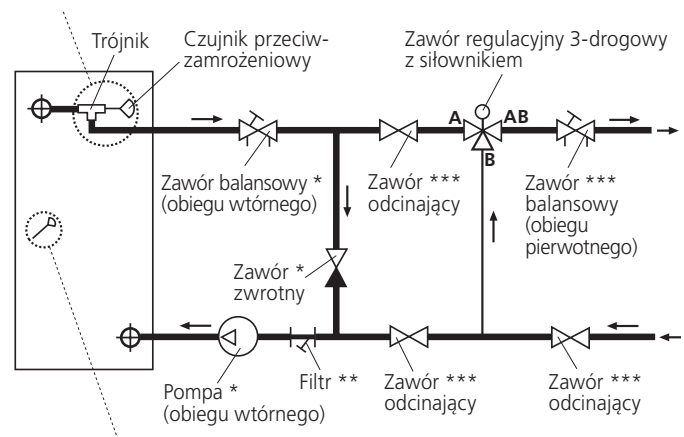 Trójnik
Czujnik przeciw-
zamrożeniowy
Zawór regulacyjny 3-drogowy
z siłownikiem
A
AB
B
Zawór balansowy *
(obiegu wtórnego)
Zawór ***
odcinający
Zawór ***
balansowy
(obiegu
pierwotnego)
Zawór *
zwrotny
Pompa *
(obiegu wtórnego)
Filtr **
Zawór ***
odcinający
Zawór ***
odcinający